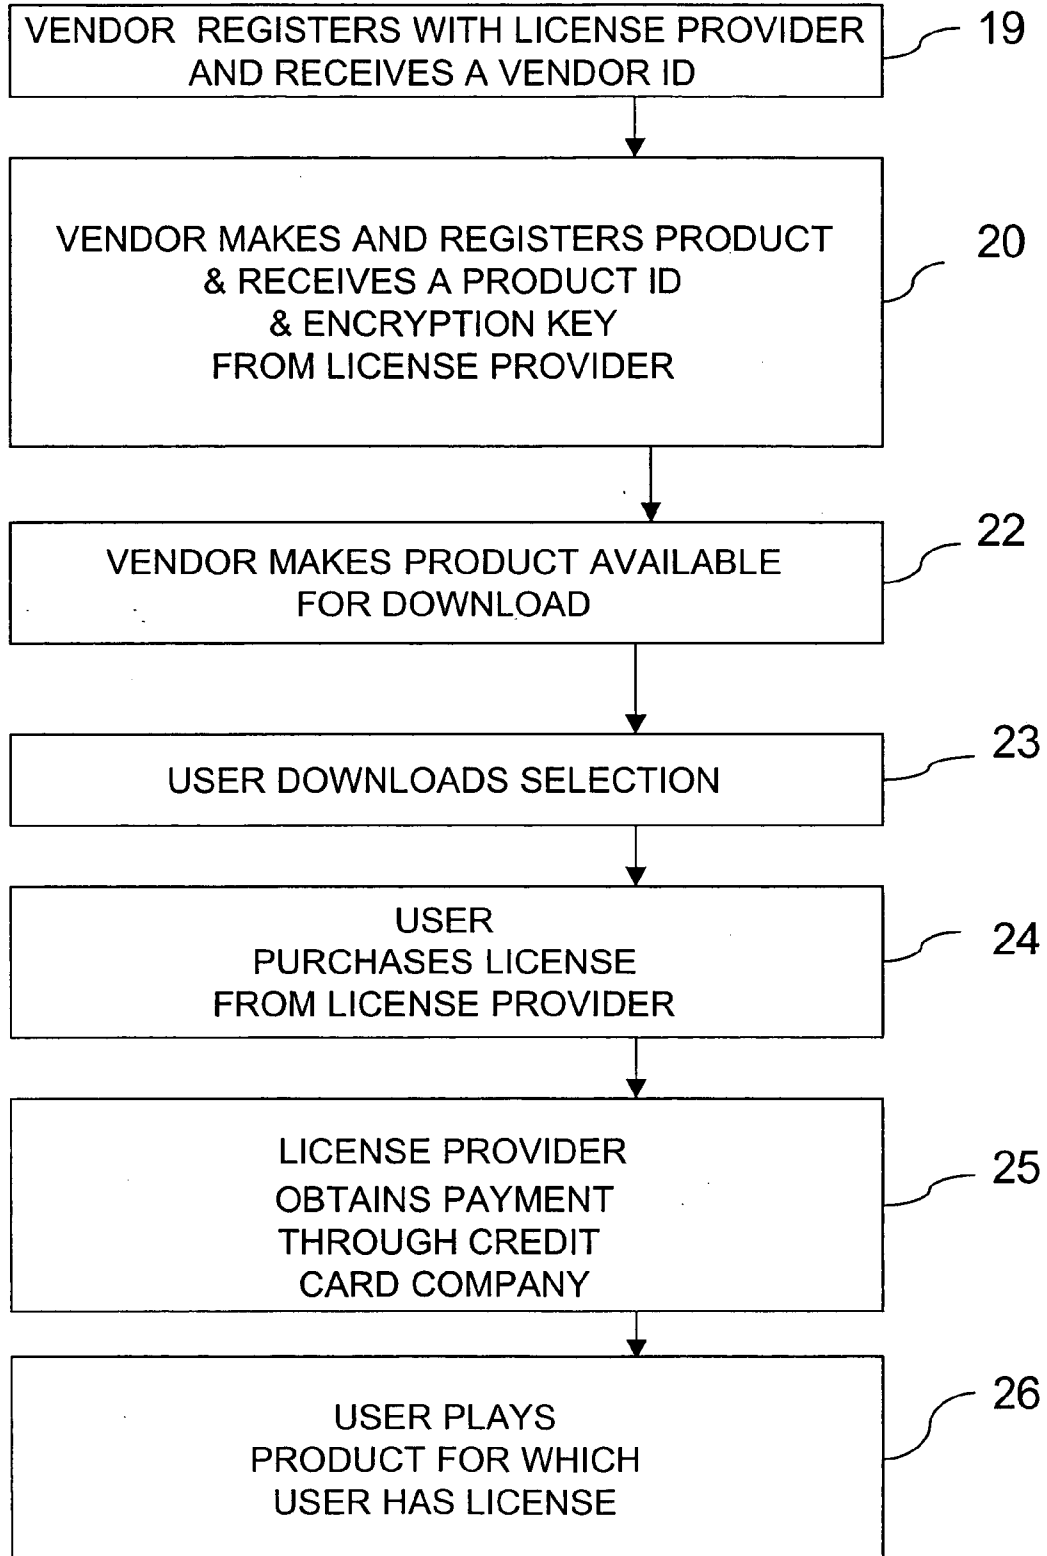 VENDOR REGISTERS WITH LICENSE PROVIDER
AND RECEIVES A VENDOR ID
19
VENDOR MAKES AND REGISTERS PRODUCT
& RECEIVES A PRODUCT ID
& ENCRYPTION KEY
FROM LICENSE PROVIDER
20
VENDOR MAKES PRODUCT AVAILABLE
FOR DOWNLOAD
22
USER DOWNLOADS SELECTION
23
USER
PURCHASES LICENSE
FROM LICENSE PROVIDER
24
LICENSE PROVIDER
OBTAINS PAYMENT
THROUGH CREDIT
CARD COMPANY
25
USER PLAYS
PRODUCT FOR WHICH
USER HAS LICENSE
26